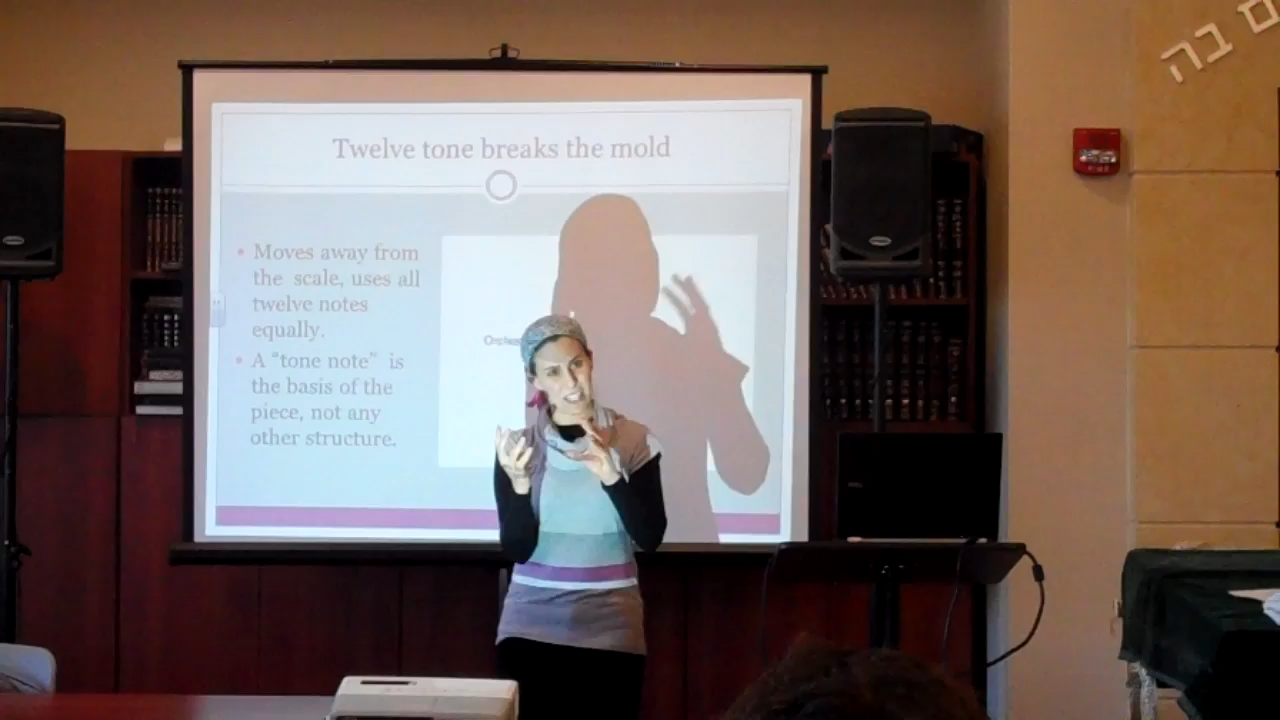 Twelve tone breaks the mold
• Moves away from
the scale, uses all
twelve notes
equally.
• A "tone note" is
the basis of the
piece, not any
other structure.
ם בה